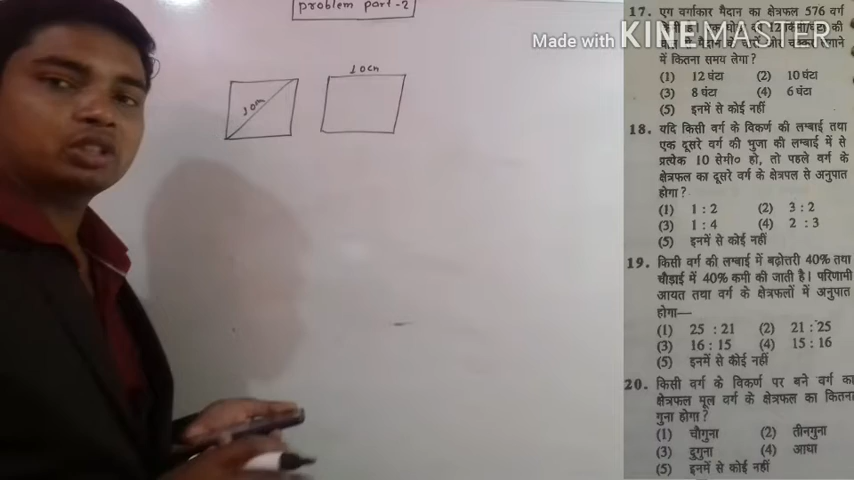 problem part-2
Made with KINEMASTER
10cm
10cm
17. एग वर्गाकार मैदान का क्षेत्रफल 576 वर्ग
की
में कितना समय लेगा ?
(1) 12 घंटा (2) 10 घंटा
(3) 8 घंटा (4) 6 घंटा
(5) इनमें से कोई नहीं
18. यदि किसी वर्ग के विकर्ण की लम्बाई तथा
एक दूसरे वर्ग की भुजा की लम्बाई में से
प्रत्येक 10 सेमी० हो, तो पहले वर्ग के
क्षेत्रफल का दूसरे वर्ग के क्षेत्रपल से अनुपात
होगा ?
(1) 1 : 2 (2) 3 : 2
(3) 1 : 4 (4) 2 : 3
(5) इनमें से कोई नहीं
19. किसी वर्ग की लम्बाई में बढ़ोत्तरी 40% तथा
चौड़ाई में 40% कमी की जाती है। परिणामी
आयत तथा वर्ग के क्षेत्रफलों में अनुपात
होगा—
(1) 25 : 21 (2) 21 : 25
(3) 16 : 15 (4) 15 : 16
(5) इनमें से कोई नहीं
20. किसी वर्ग के विकर्ण पर बने वर्ग का
क्षेत्रफल मूल वर्ग के क्षेत्रफल का कितना
गुना होगा ?
(1) चौगुना (2) तीनगुना
(3) दुगुना (4) आधा
(5) इनमें से कोई नहीं